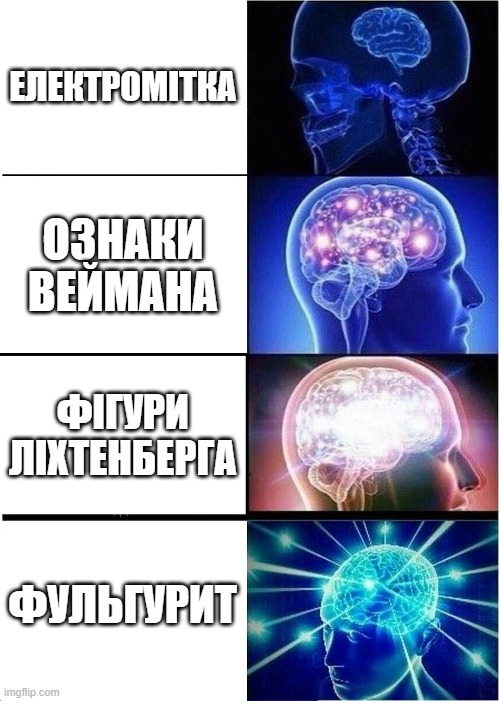 ЕЛЕКТРОМІТКА
ОЗНАКИ
ВЕЙМАНА
ФІГУРИ
ЛІХТЕНБЕРГА
ФУЛЬГУРИТ
imgflip.com